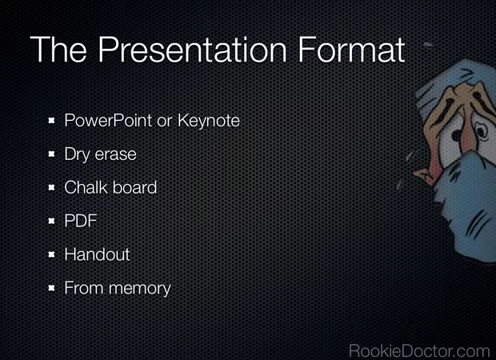 The Presentation Format
PowerPoint or Keynote
Dry erase
Chalk board
PDF
Handout
From memory
RookieDoctor.com